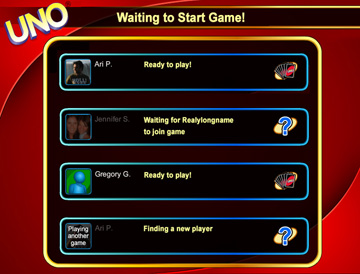 UNO
Waiting to Start Game!
Ari P.
Ready to play!
Jennifer S.
Waiting for Realylongname
to join game
Gregory G.
Ready to play!
Playing
another
game
Ari P.
Finding a new player